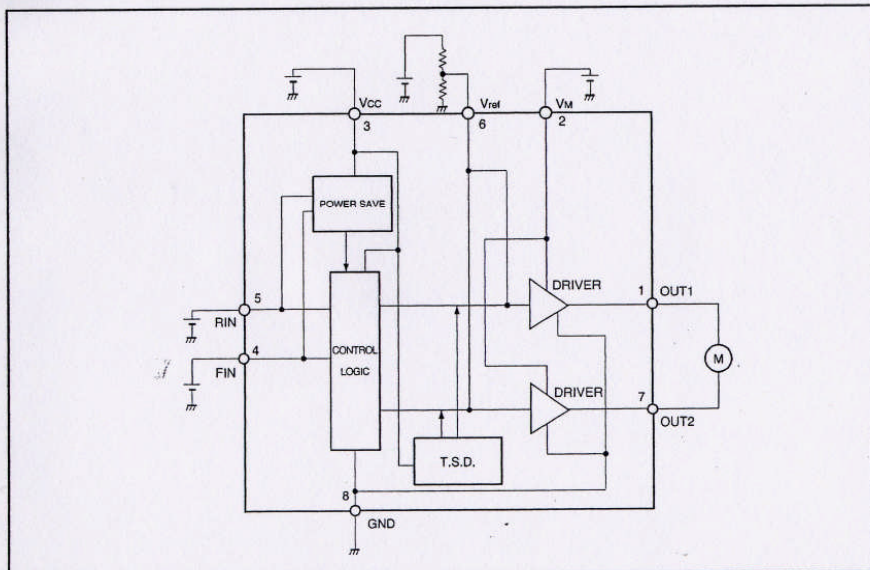 VCC
3
Vref
6
VM
2
POWER SAVE
DRIVER
1
OUT1
5
RIN
M
4
FIN
CONTROL
LOGIC
DRIVER
7
OUT2
T.S.D.
8
GND